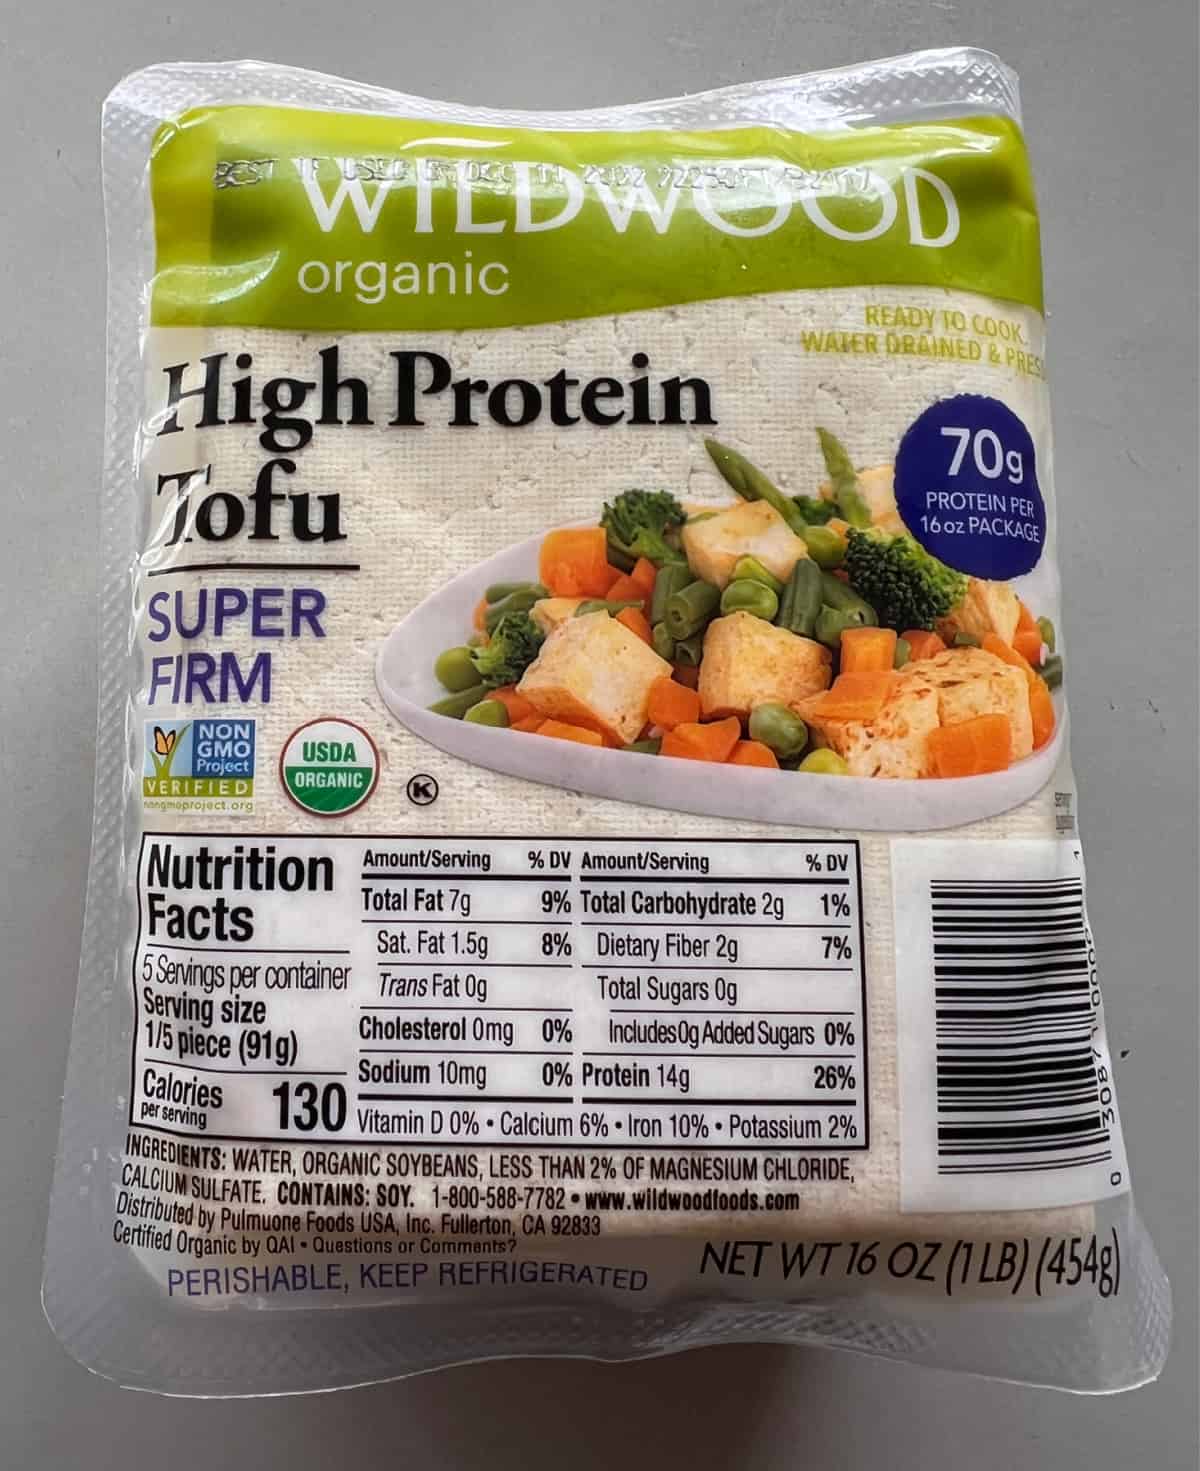 BEST IF USED BY DEC 11 2022
WILDWOOD
organic
READY TO COOK.
WATER DRAINED &
High Protein
Tofu
70g
PROTEIN PER
16 oz PACKAGE
SUPER
FIRM
NON
GMO
Project
VERIFIED
nongmoproject.org
USDA
ORGANIC
K
Nutrition
Facts
5 Servings per container
Serving size
1/5 piece (91g)
Calories
per serving
130
Amount/Serving % DV
Total Fat 7g 9%
Sat. Fat 1.5g 8%
Trans Fat 0g
Cholesterol 0mg 0%
Sodium 10mg 0%
Amount/Serving % DV
Total Carbohydrate 2g 1%
Dietary Fiber 2g 7%
Total Sugars 0g
Includes 0g Added Sugars 0%
Protein 14g 26%
Vitamin D 0% • Calcium 6% • Iron 10% • Potassium 2%
INGREDIENTS: WATER, ORGANIC SOYBEANS, LESS THAN 2% OF MAGNESIUM CHLORIDE,
CALCIUM SULFATE. CONTAINS: SOY. 1-800-588-7782 • www.wildwoodfoods.com
Distributed by Pulmuone Foods USA, Inc. Fullerton, CA 92833
Certified Organic by QAI • Questions or Comments?
PERISHABLE, KEEP REFRIGERATED
NET WT 16 OZ (1 LB) (454g)